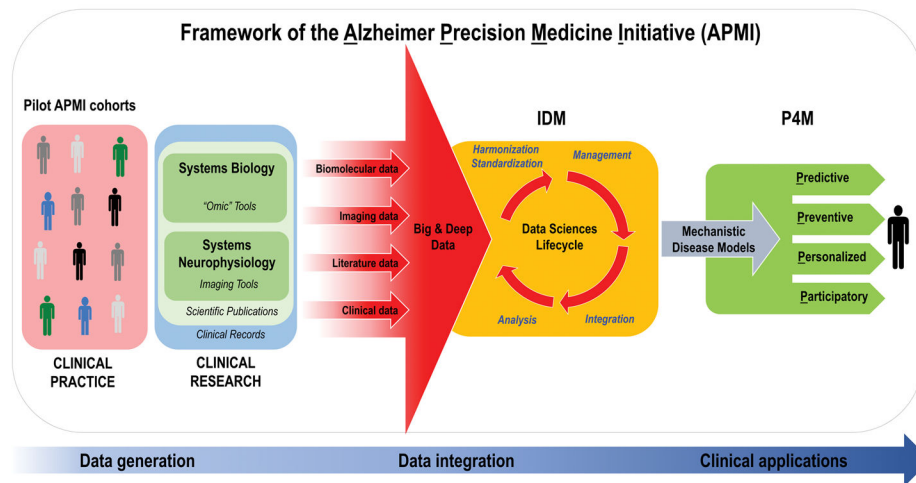 Framework of the Alzheimer Precision Medicine Initiative (APMI)
Pilot APMI cohorts
CLINICAL
PRACTICE
Systems Biology
“Omic” Tools
Systems
Neurophysiology
Imaging Tools
Scientific Publications
Clinical Records
CLINICAL
RESEARCH
Biomolecular data
Imaging data
Literature data
Clinical data
Big & Deep
Data
IDM
Harmonization
Standardization
Management
Data Sciences
Lifecycle
Analysis
Integration
Mechanistic
Disease Models
P4M
Predictive
Preventive
Personalized
Participatory
Data generation
Data integration
Clinical applications